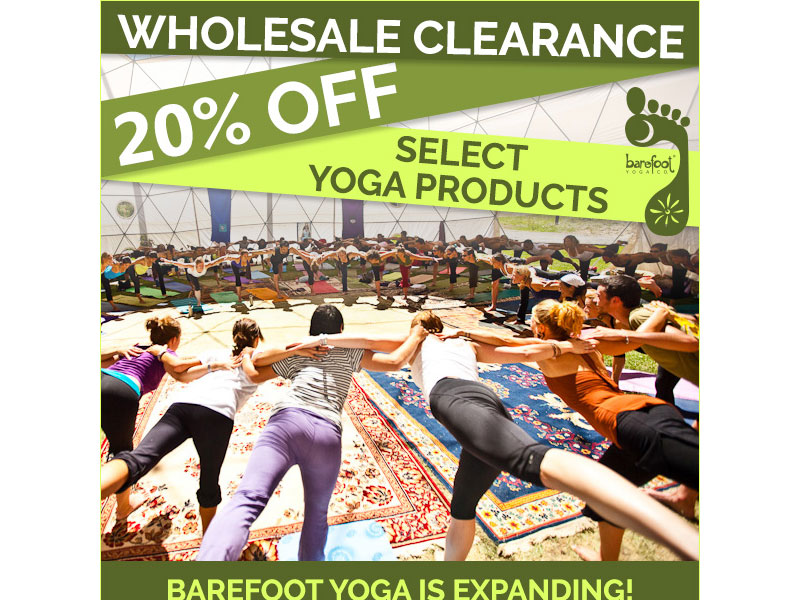 WHOLESALE CLEARANCE
20% OFF
SELECT
YOGA PRODUCTS
barefoot®
YOGA CO.
BAREFOOT YOGA IS EXPANDING!